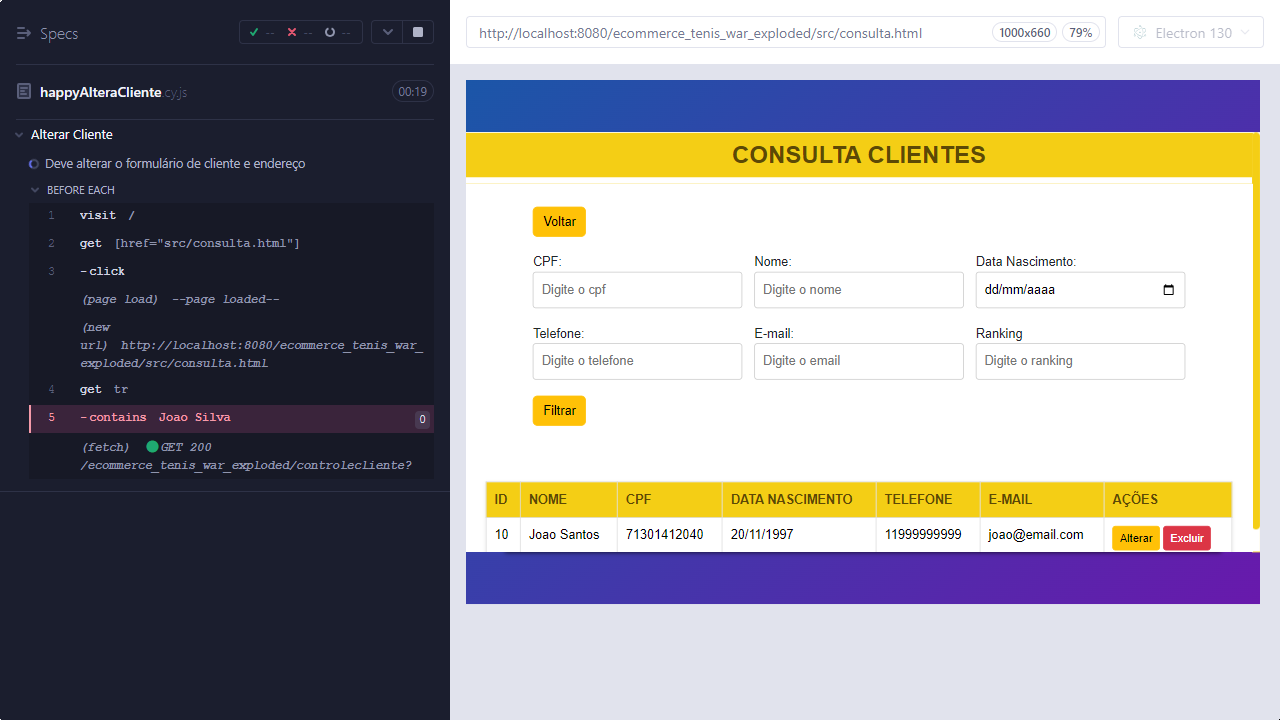 Specs
-- -- --
happyAlteraCliente.cy.js
00:19
Alterar Cliente
Deve alterar o formulário de cliente e endereço
BEFORE EACH
1 visit /
2 get [href="src/consulta.html"]
3 -click
(page load) --page loaded--
(new
url) http://localhost:8080/ecommerce_tenis_war_
exploded/src/consulta.html
4 get tr
5 -contains Joao Silva 0
(fetch) GET 200
/ecommerce_tenis_war_exploded/controlecliente?
http://localhost:8080/ecommerce_tenis_war_exploded/src/consulta.html
1000x660
79%
Electron 130
CONSULTA CLIENTES
Voltar
CPF: Nome: Data Nascimento:
Digite o cpf Digite o nome dd/mm/aaaa
Telefone: E-mail: Ranking
Digite o telefone Digite o email Digite o ranking
Filtrar
ID NOME CPF DATA NASCIMENTO TELEFONE E-MAIL AÇÕES
10 Joao Santos 71301412040 20/11/1997 11999999999 joao@email.com Alterar Excluir